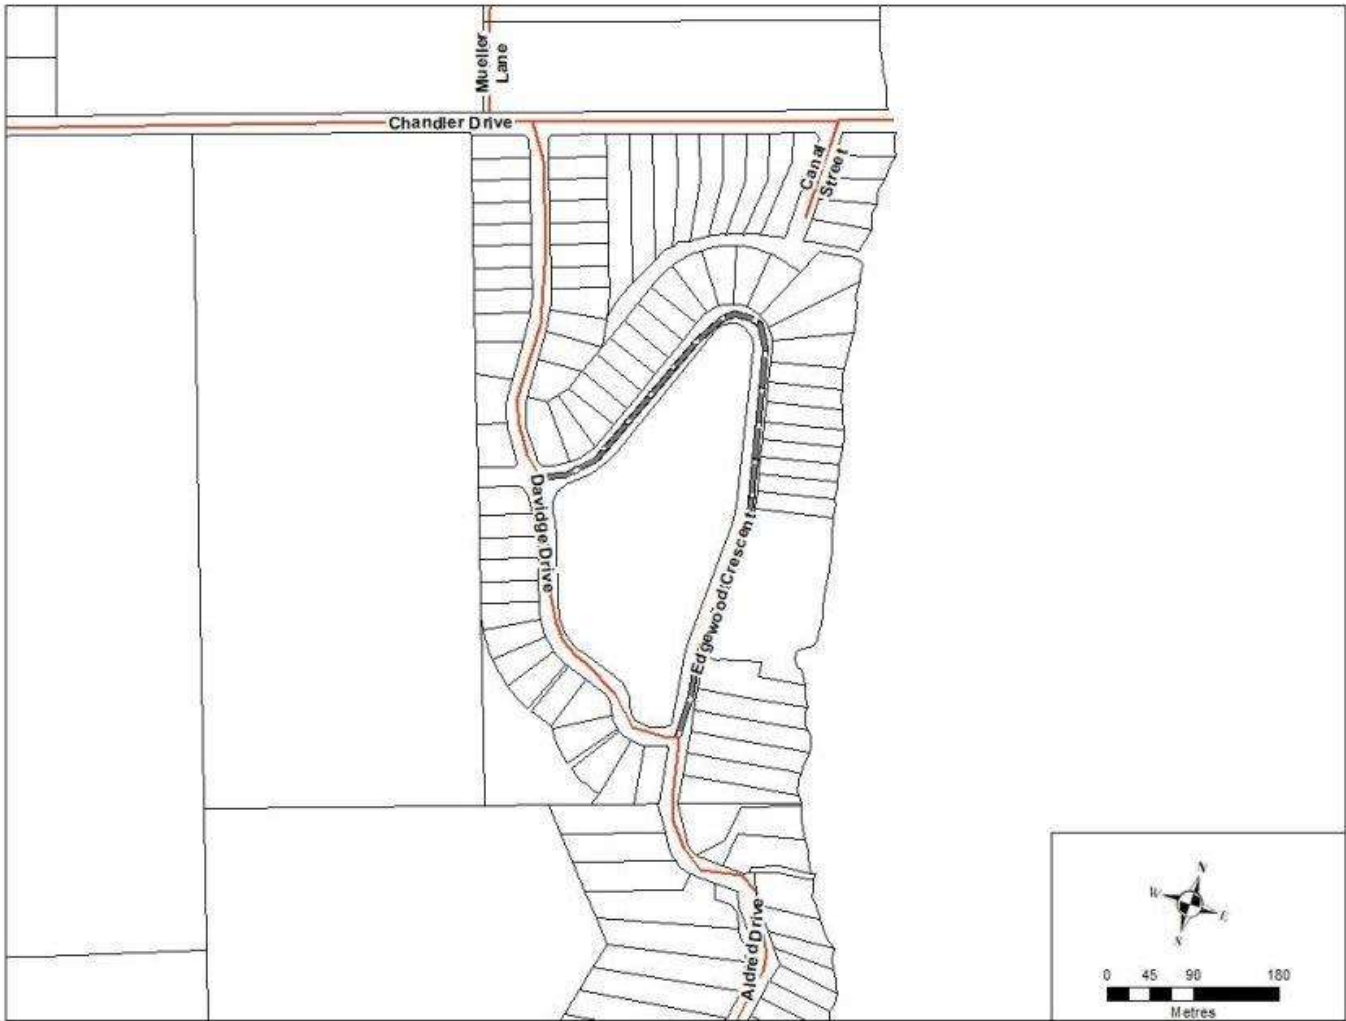 Mueller
Lane
Chandler Drive
Canal
Street
Davidge Drive
Edgewood Crescent
Aldred Drive
N
W
E
S
0 45 90 180
Metres